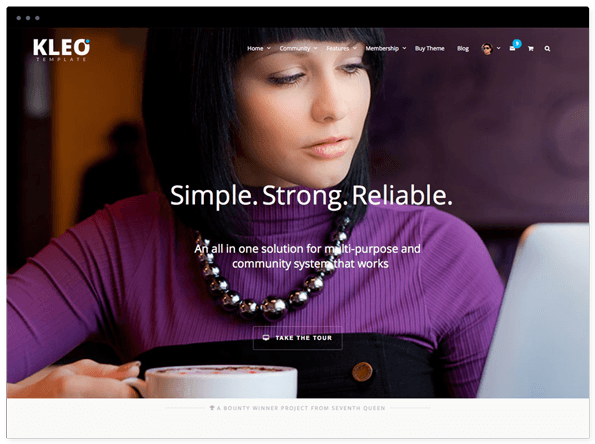 KLEO
TEMPLATE
Home Community Features Membership Buy Theme Blog
Simple. Strong. Reliable.
An all in one solution for multi-purpose and
community system that works
TAKE THE TOUR
A BOUNTY WINNER PROJECT FROM SEVENTH QUEEN